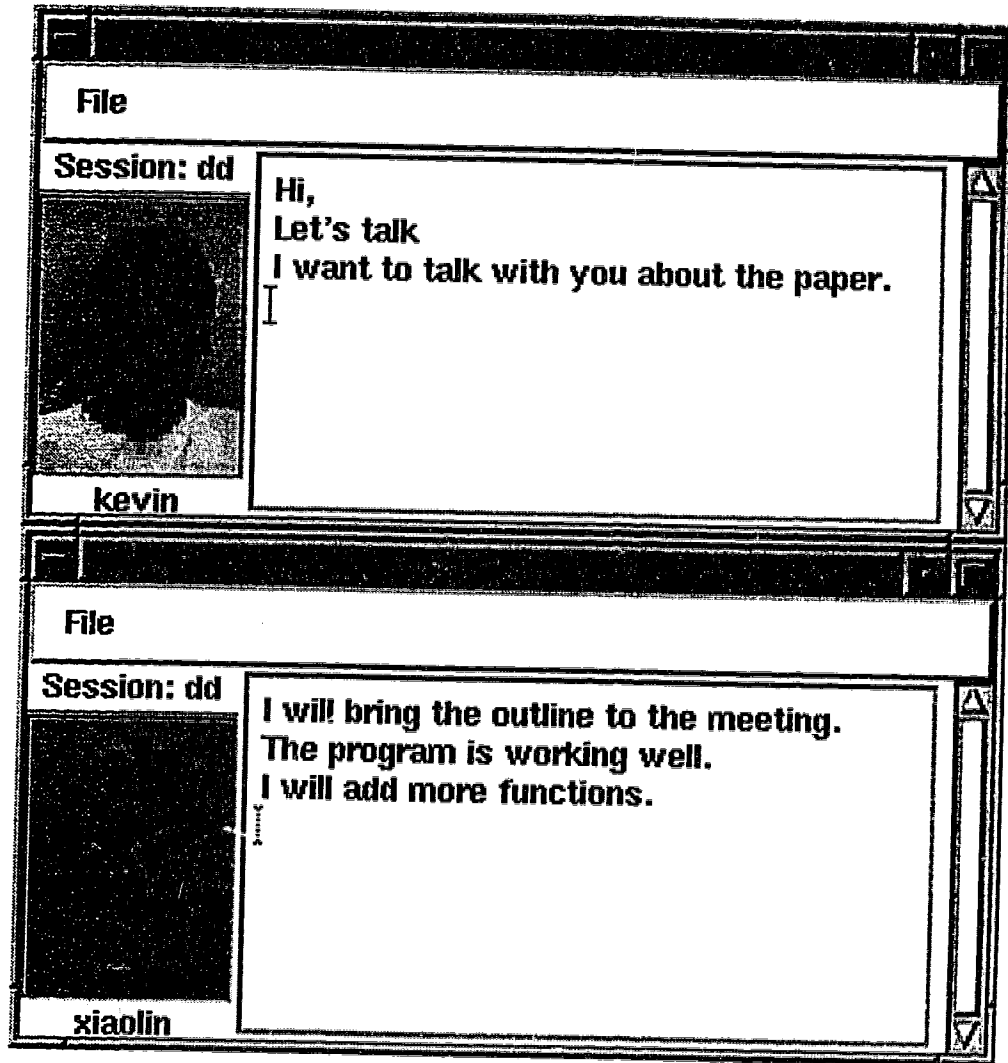 File
Session: dd
Hi,
Let's talk
I want to talk with you about the paper.
kevin
File
Session: dd
I will bring the outline to the meeting.
The program is working well.
I will add more functions.
xiaolin